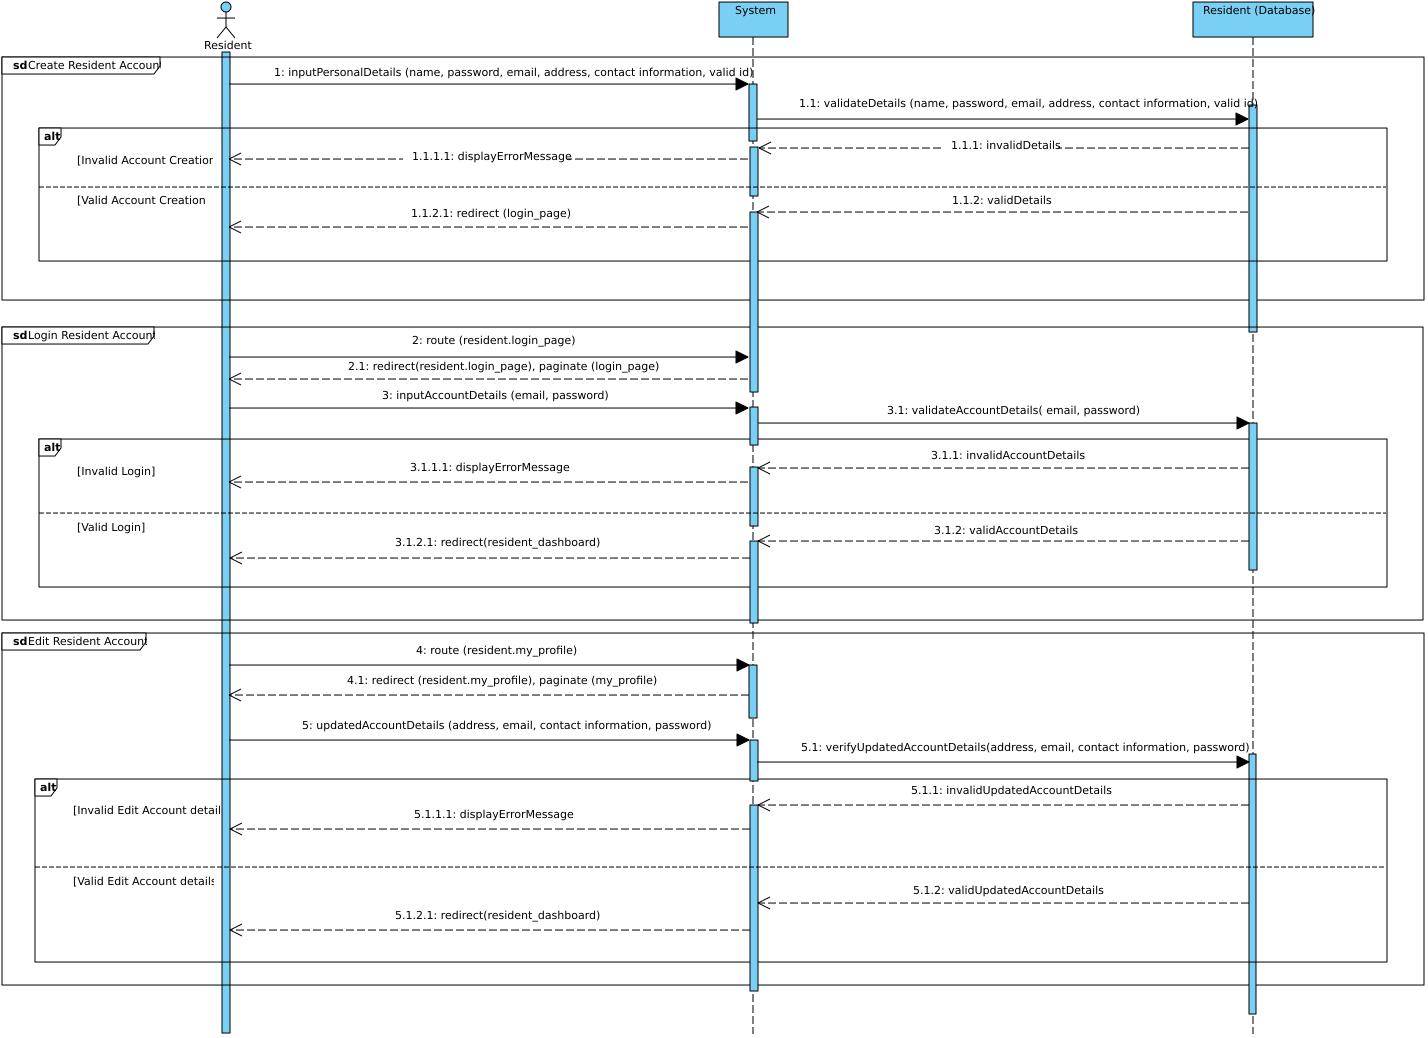 System
Resident (Database)
Resident
sd Create Resident Accoun
1: inputPersonalDetails (name, password, email, address, contact information, valid id)
1.1: validateDetails (name, password, email, address, contact information, valid id)
alt
[Invalid Account Creation
1.1.1.1: displayErrorMessage
1.1.1: invalidDetails
[Valid Account Creation
1.1.2: validDetails
1.1.2.1: redirect (login_page)
sd Login Resident Account
2: route (resident.login_page)
2.1: redirect(resident.login_page), paginate (login_page)
3: inputAccountDetails (email, password)
3.1: validateAccountDetails( email, password)
alt
[Invalid Login]
3.1.1.1: displayErrorMessage
3.1.1: invalidAccountDetails
[Valid Login]
3.1.2: validAccountDetails
3.1.2.1: redirect(resident_dashboard)
sd Edit Resident Account
4: route (resident.my_profile)
4.1: redirect (resident.my_profile), paginate (my_profile)
5: updatedAccountDetails (address, email, contact information, password)
5.1: verifyUpdatedAccountDetails(address, email, contact information, password)
alt
[Invalid Edit Account detail
5.1.1: invalidUpdatedAccountDetails
5.1.1.1: displayErrorMessage
[Valid Edit Account details
5.1.2: validUpdatedAccountDetails
5.1.2.1: redirect(resident_dashboard)